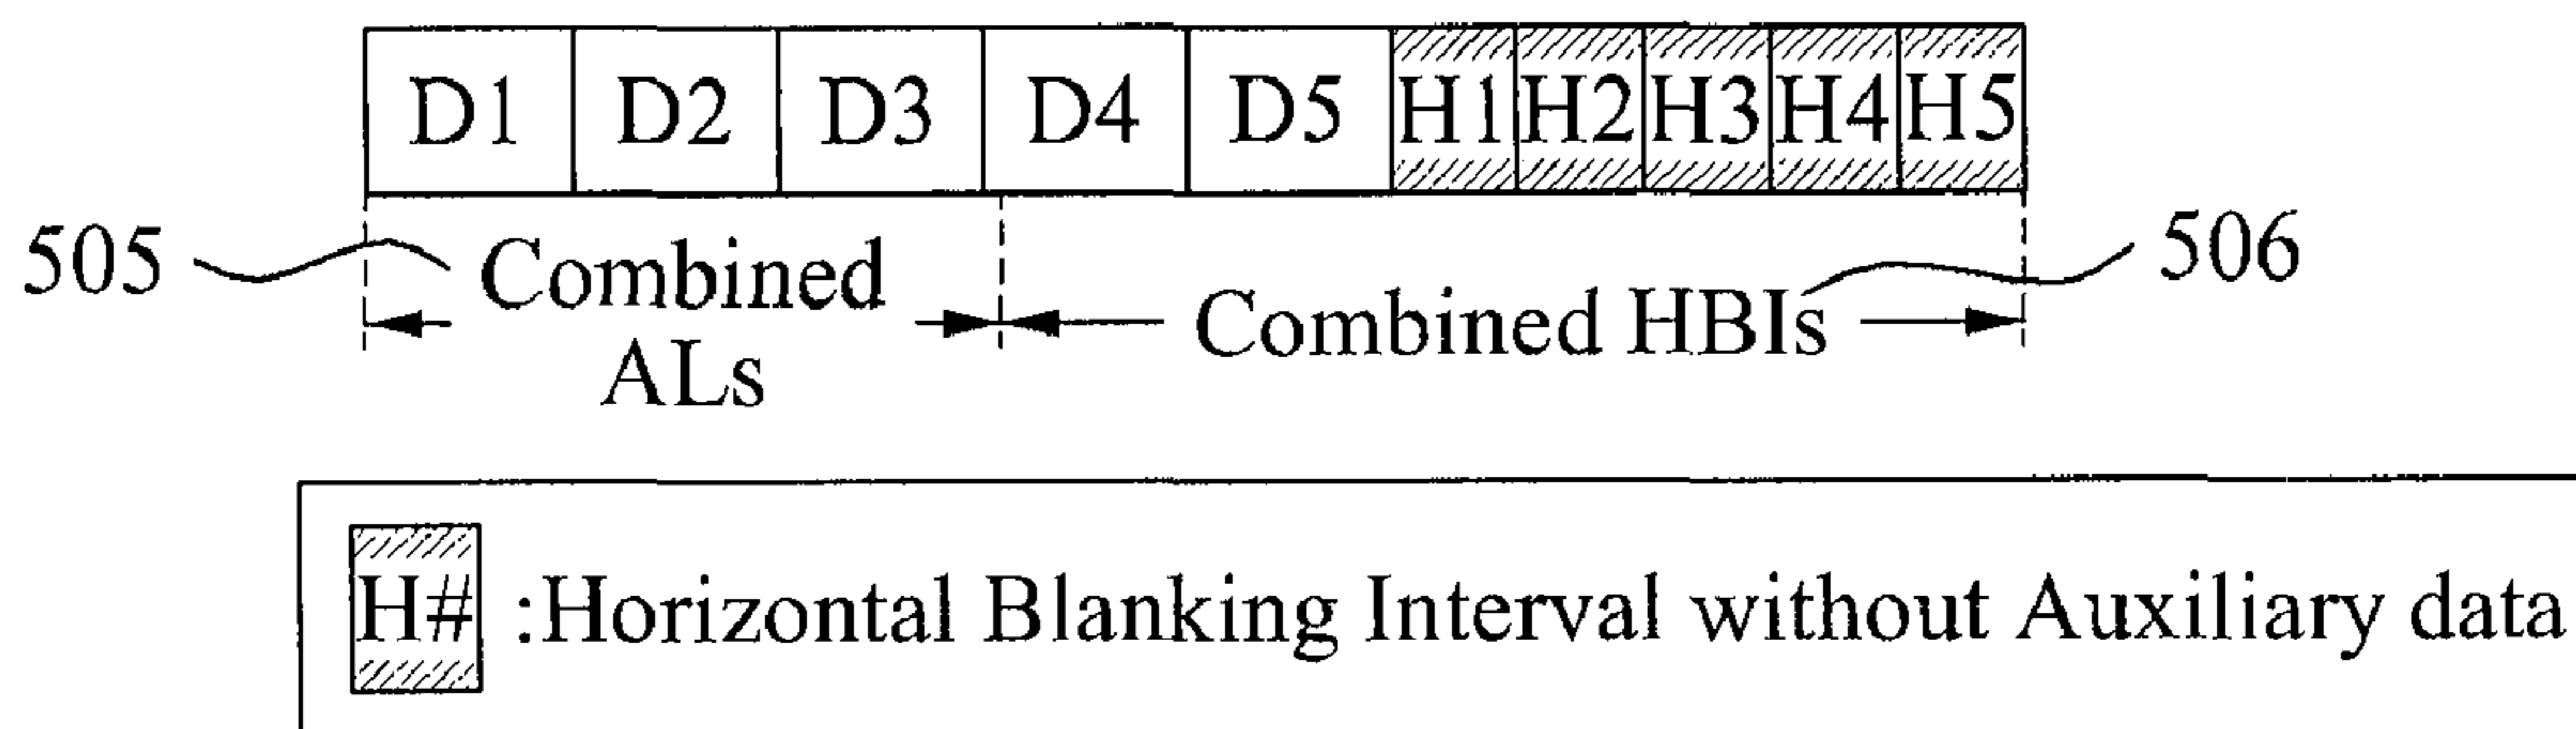 D1 D2 D3 D4 D5 H1 H2 H3 H4 H5
505 Combined ALs Combined HBIs 506
H# :Horizontal Blanking Interval without Auxiliary data